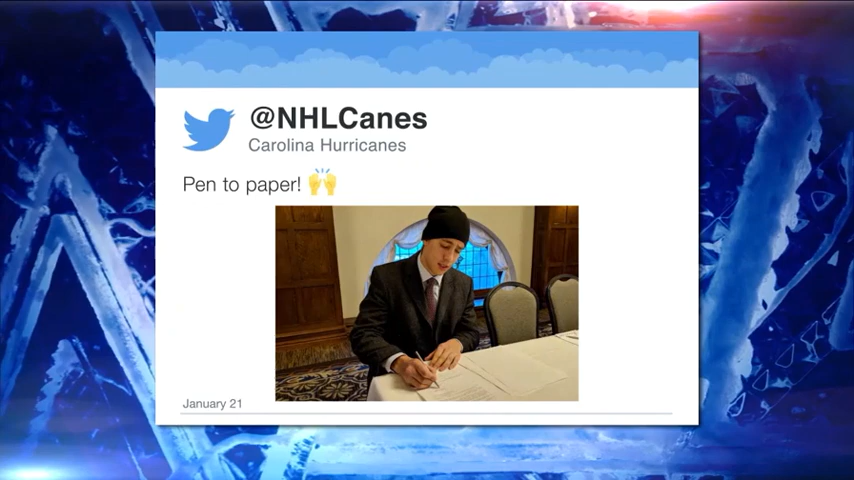 @NHLCanes
Carolina Hurricanes
Pen to paper! 🙌
January 21